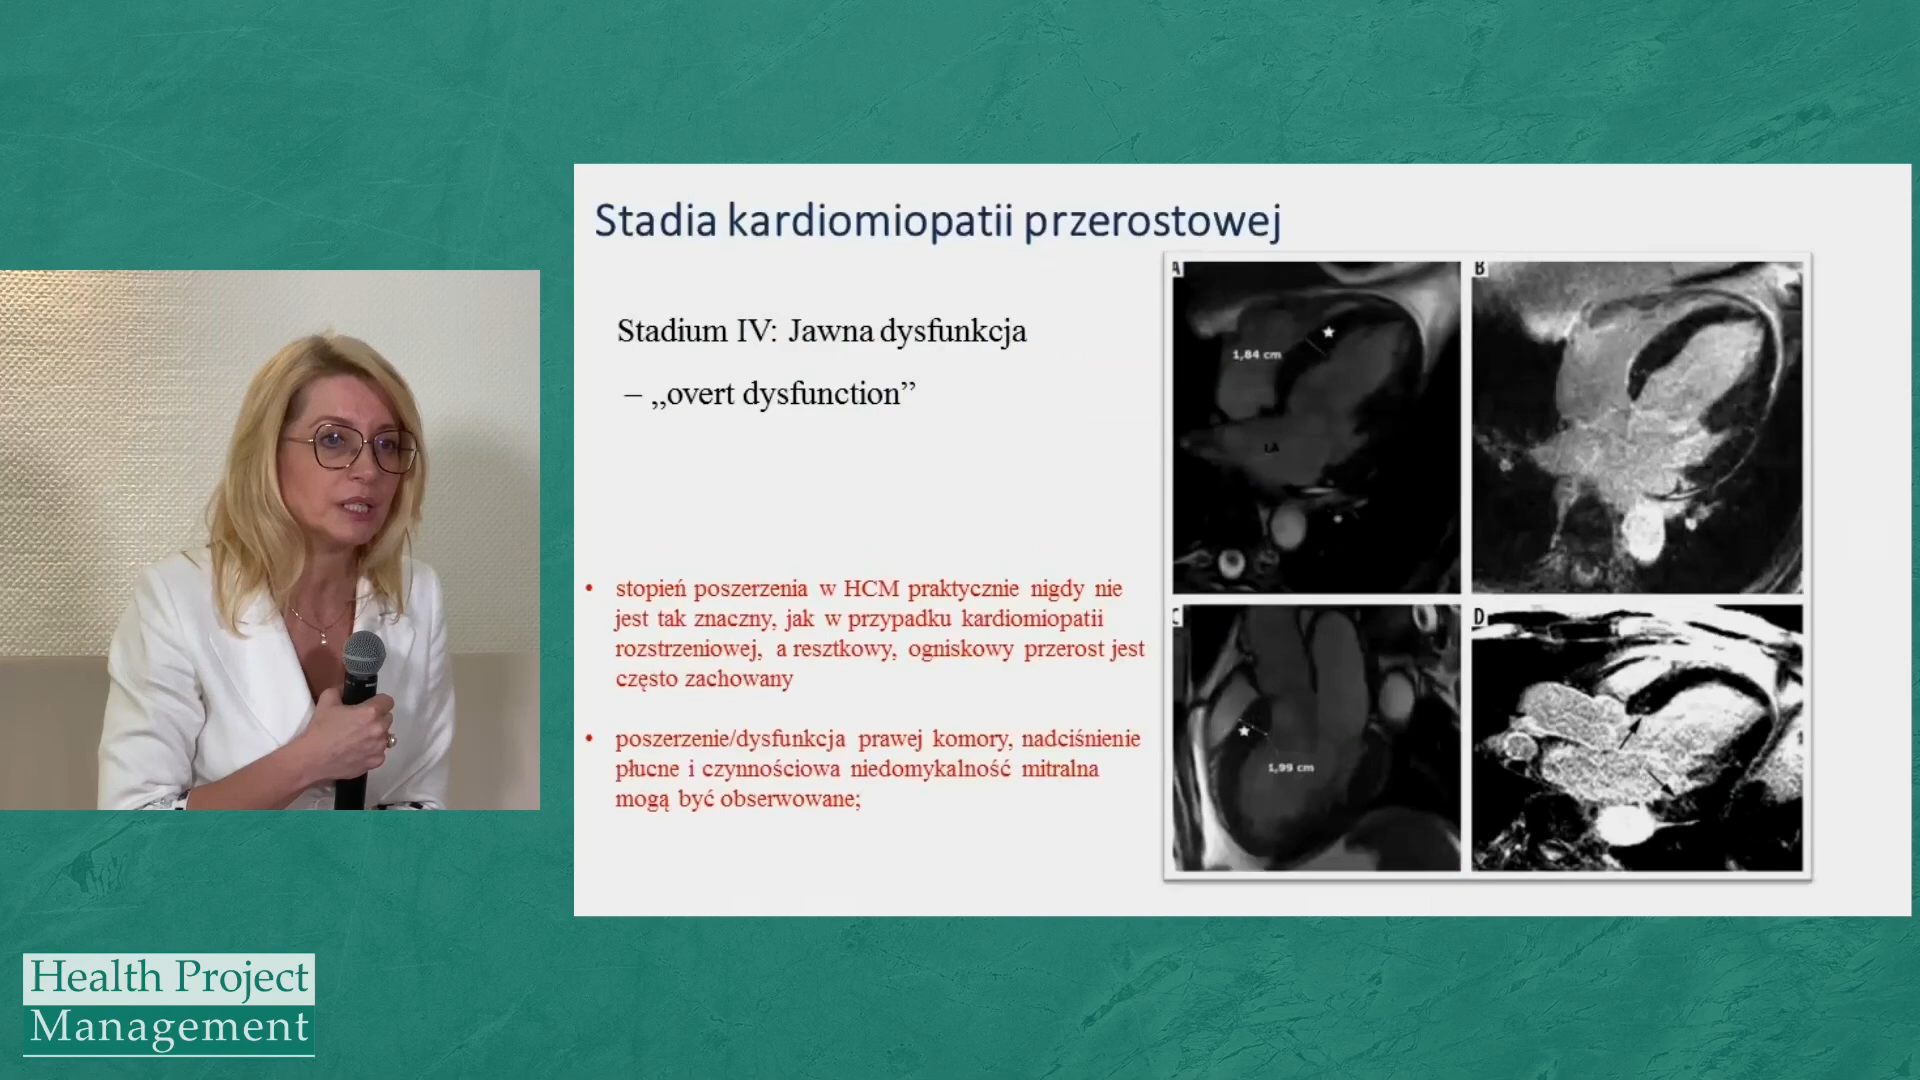 Stadia kardiomiopatii przerostowej
Stadium IV: Jawna dysfunkcja
– „overt dysfunction”
• stopień poszerzenia w HCM praktycznie nigdy nie
jest tak znaczny, jak w przypadku kardiomiopatii
rozstrzeniowej, a resztkowy, ogniskowy przerost jest
często zachowany
• poszerzenie/dysfunkcja prawej komory, nadciśnienie
płucne i czynnościowa niedomykalność mitralna
mogą być obserwowane;
A
1,84 cm
LA
B
C
1,99 cm
D
Health Project
Management